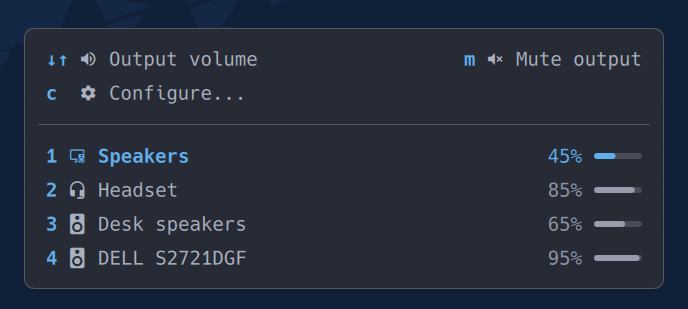 ↓↑ Output volume m Mute output
c Configure...
1 Speakers 45%
2 Headset 85%
3 Desk speakers 65%
4 DELL S2721DGF 95%